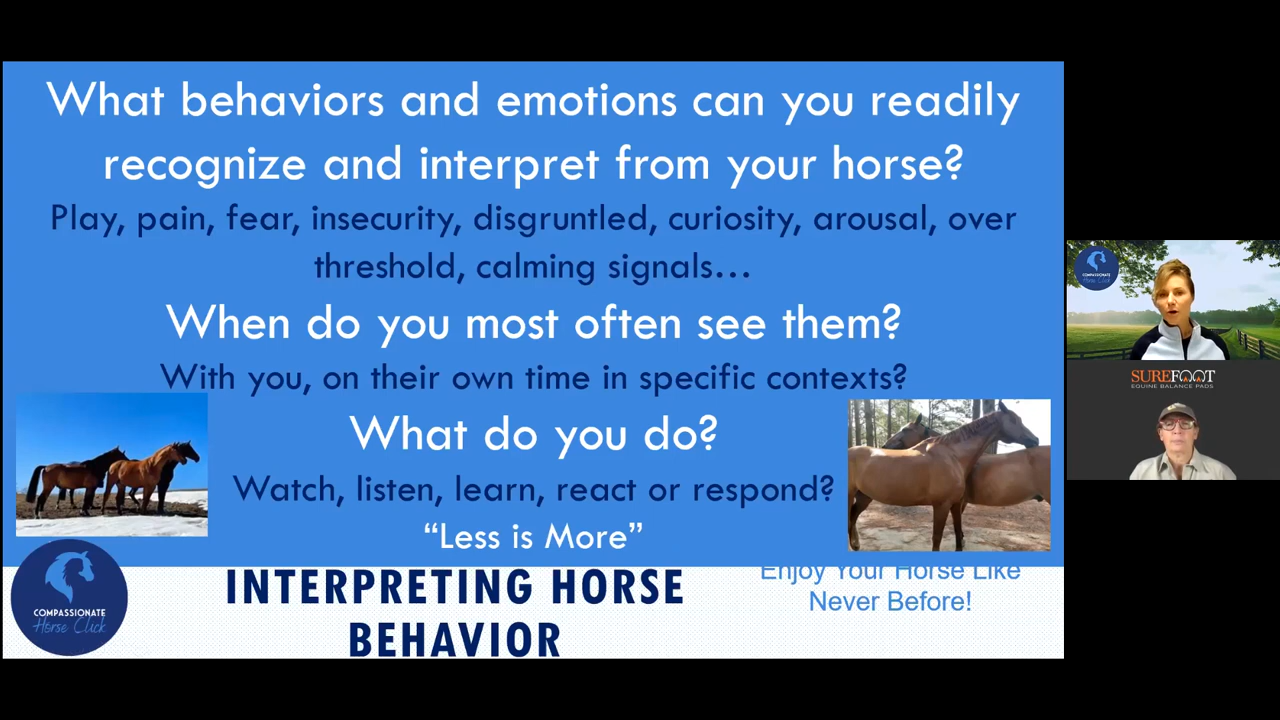 What behaviors and emotions can you readily
recognize and interpret from your horse?
Play, pain, fear, insecurity, disgruntled, curiosity, arousal, over
threshold, calming signals...
When do you most often see them?
With you, on their own time in specific contexts?
What do you do?
Watch, listen, learn, react or respond?
“Less is More”
INTERPRETING HORSE
BEHAVIOR
Enjoy Your Horse Like
Never Before!
COMPASSIONATE
Horse Click
COMPASSIONATE
Horse Click
SUREFOOT
EQUINE BALANCE PADS